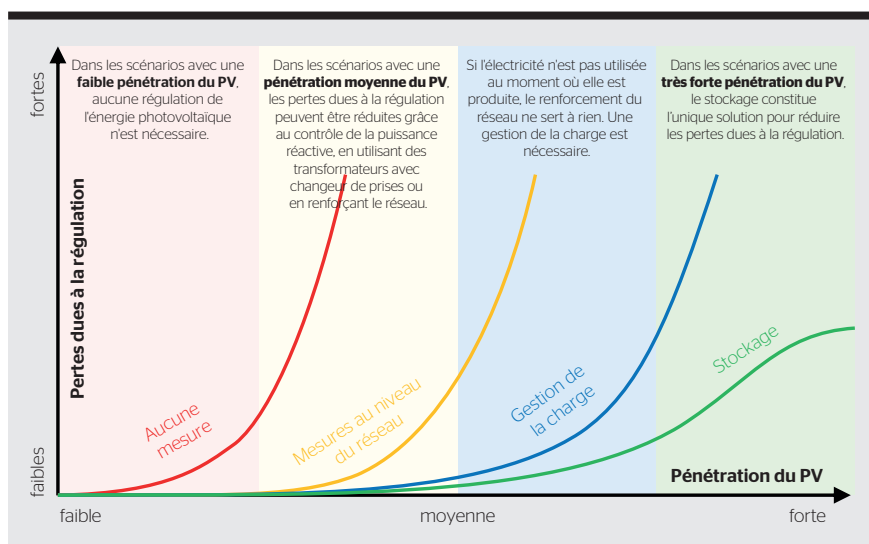 fortes
Pertes dues à la régulation
faibles
Dans les scénarios avec une
faible pénétration du PV,
aucune régulation de
l'énergie photovoltaïque
n'est nécessaire.
Dans les scénarios avec une
pénétration moyenne du PV,
les pertes dues à la régulation
peuvent être réduites grâce
au contrôle de la puissance
réactive, en utilisant des
transformateurs avec
changeur de prises ou
en renforçant le réseau.
Si l'électricité n'est pas utilisée
au moment où elle est
produite, le renforcement du
réseau ne sert à rien. Une
gestion de la charge est
nécessaire.
Dans les scénarios avec une
très forte pénétration du PV,
le stockage constitue
l'unique solution pour réduire
les pertes dues à la régulation.
Aucune
mesure
Mesures au niveau
du réseau
Gestion de
la charge
Stockage
Pénétration du PV
faible
moyenne
forte